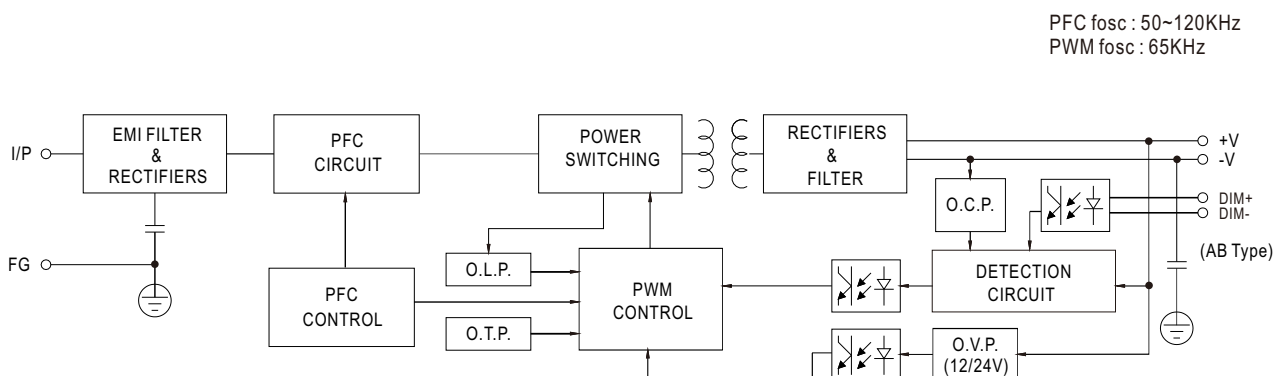 PFC fosc : 50~120KHz
PWM fosc : 65KHz
I/P
EMI FILTER
&
RECTIFIERS
PFC
CIRCUIT
POWER
SWITCHING
RECTIFIERS
&
FILTER
+V
-V
O.C.P.
DIM+
DIM-
(AB Type)
FG
O.L.P.
PFC
CONTROL
PWM
CONTROL
DETECTION
CIRCUIT
O.T.P.
O.V.P.
(12/24V)